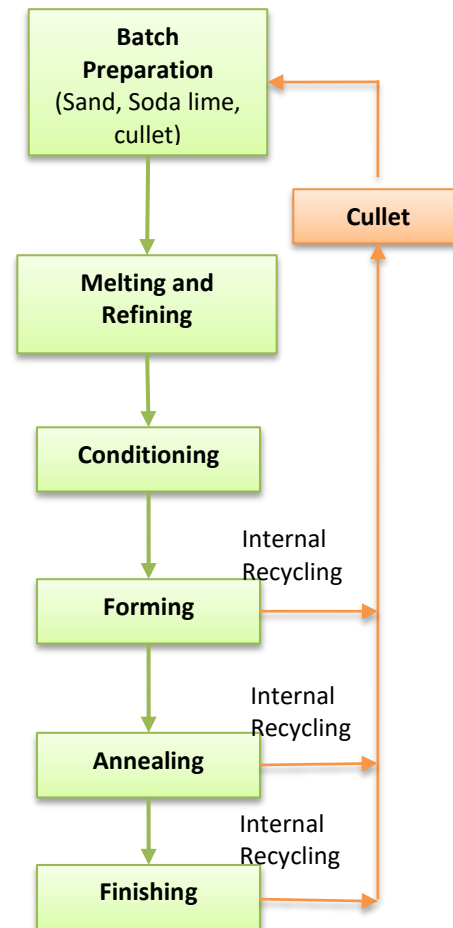 Batch
Preparation
(Sand, Soda lime,
cullet)
Cullet
Melting and
Refining
Conditioning
Internal
Recycling
Forming
Internal
Recycling
Annealing
Internal
Recycling
Finishing